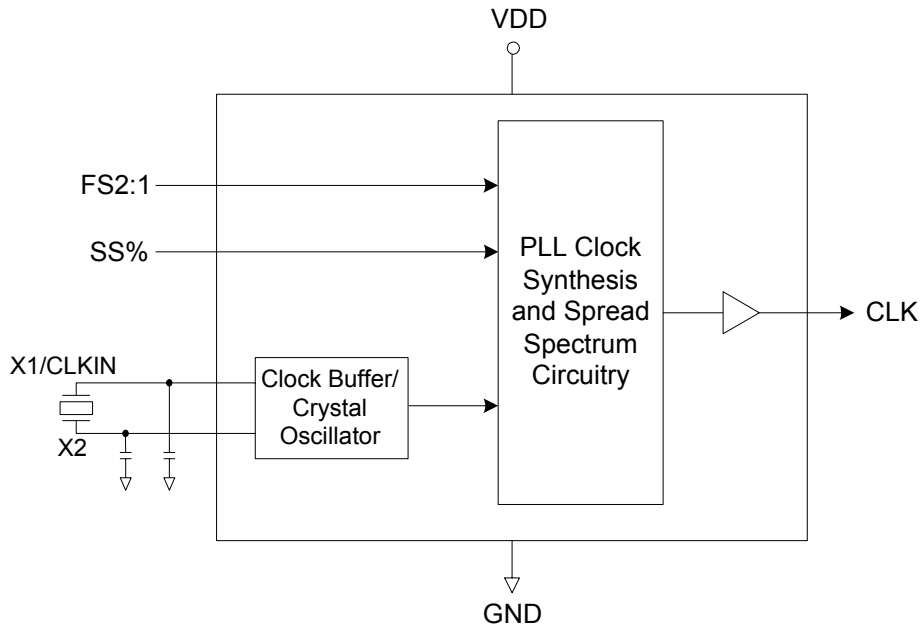 VDD
FS2:1
SS%
PLL Clock
Synthesis
and Spread
Spectrum
Circuitry
CLK
X1/CLKIN
X2
Clock Buffer/
Crystal
Oscillator
GND